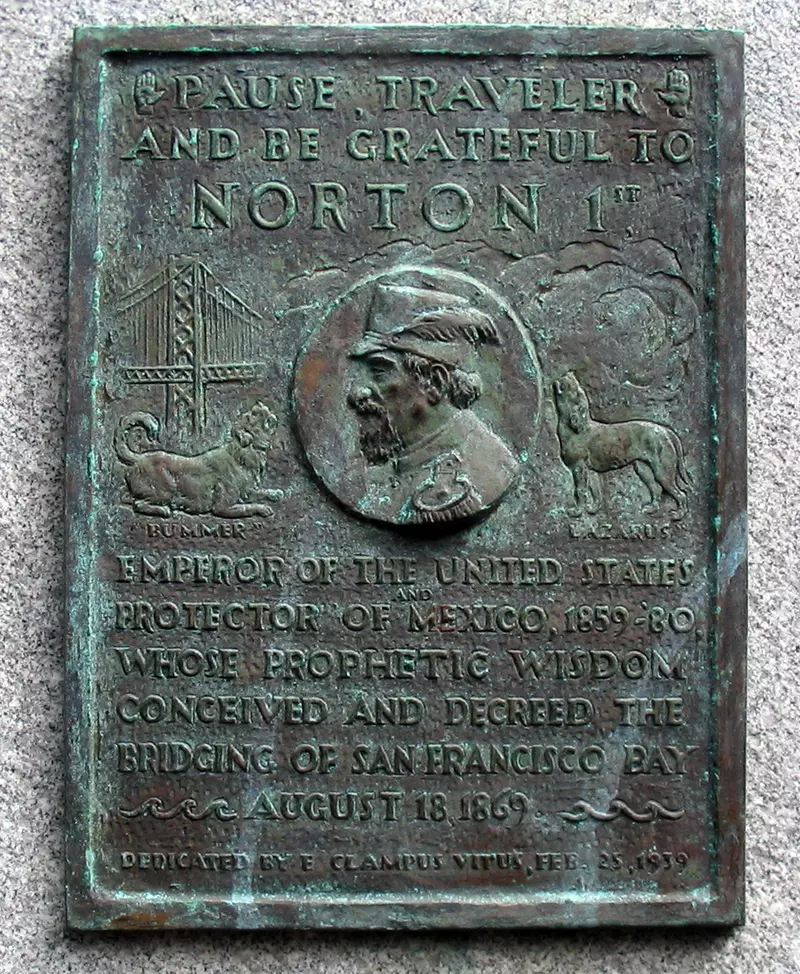 PAUSE, TRAVELER
AND BE GRATEFUL TO
NORTON 1ST,
"BUMMER"
"LAZARUS"
EMPEROR OF THE UNITED STATES
AND
PROTECTOR OF MEXICO, 1859-'80,
WHOSE PROPHETIC WISDOM
CONCEIVED AND DECREED THE
BRIDGING OF SAN FRANCISCO BAY
AUGUST 18, 1869.
DEDICATED BY E CLAMPUS VITUS, FEB. 25, 1939